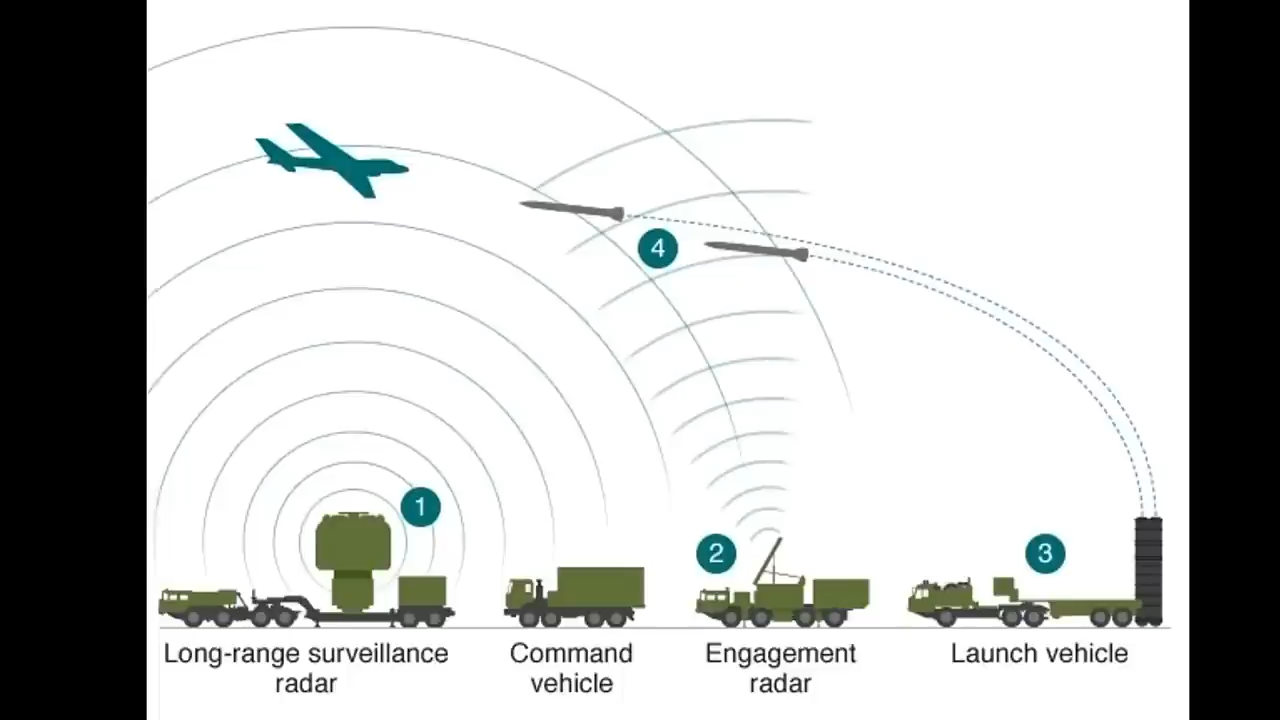 4
1
2
3
Long-range surveillance
radar
Command
vehicle
Engagement
radar
Launch vehicle